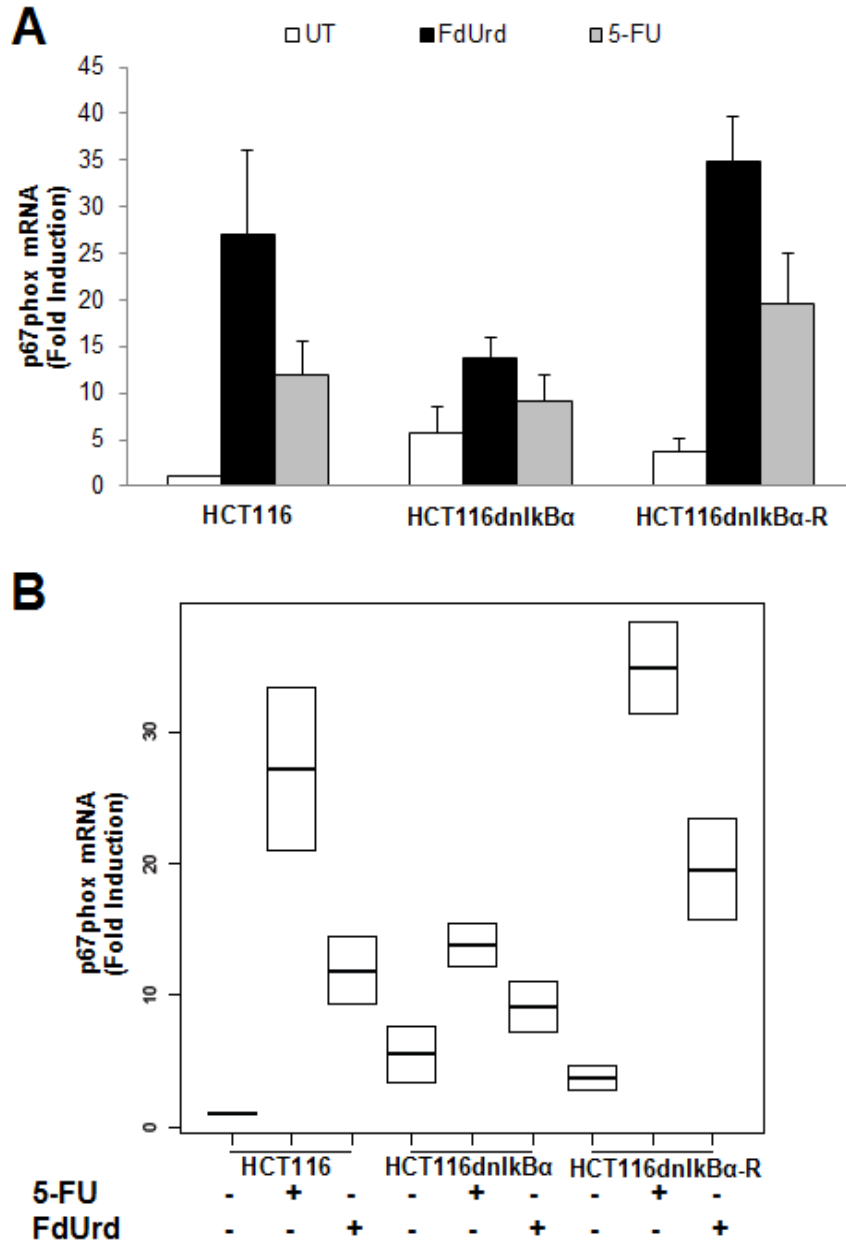 A
UT FdUrd 5-FU
p67phox mRNA
(Fold Induction)
45
40
35
30
25
20
15
10
5
0
HCT116 HCT116dnIkBα HCT116dnIkBα-R
B
p67phox mRNA
(Fold Induction)
30
20
10
0
HCT116 HCT116dnIkBα HCT116dnIkBα-R
5-FU - + - - + - - + -
FdUrd - - + - - + - - +